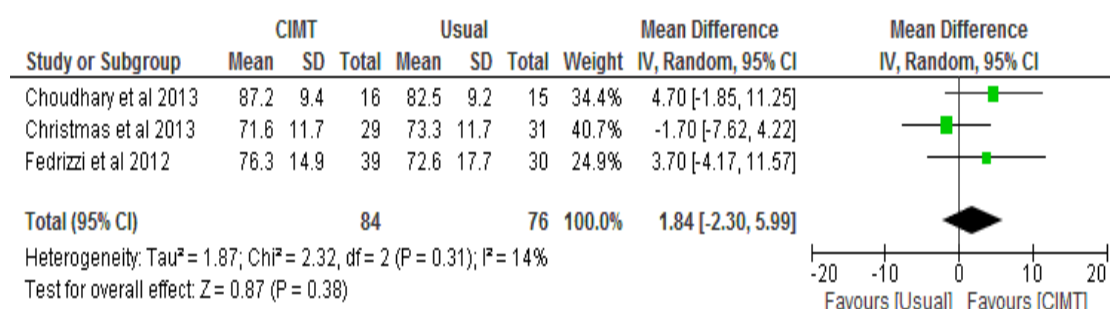 CIMT Usual Mean Difference Mean Difference
Study or Subgroup Mean SD Total Mean SD Total Weight IV, Random, 95% CI IV, Random, 95% CI
Choudhary et al 2013 87.2 9.4 16 82.5 9.2 15 34.4% 4.70 [-1.85, 11.25]
Christmas et al 2013 71.6 11.7 29 73.3 11.7 31 40.7% -1.70 [-7.62, 4.22]
Fedrizzi et al 2012 76.3 14.9 39 72.6 17.7 30 24.9% 3.70 [-4.17, 11.57]
Total (95% CI) 84 76 100.0% 1.84 [-2.30, 5.99]
Heterogeneity: Tau² = 1.87; Chi² = 2.32, df = 2 (P = 0.31); I² = 14%
Test for overall effect: Z = 0.87 (P = 0.38)
-20 -10 0 10 20
Favours [Usual] Favours [CIMT]